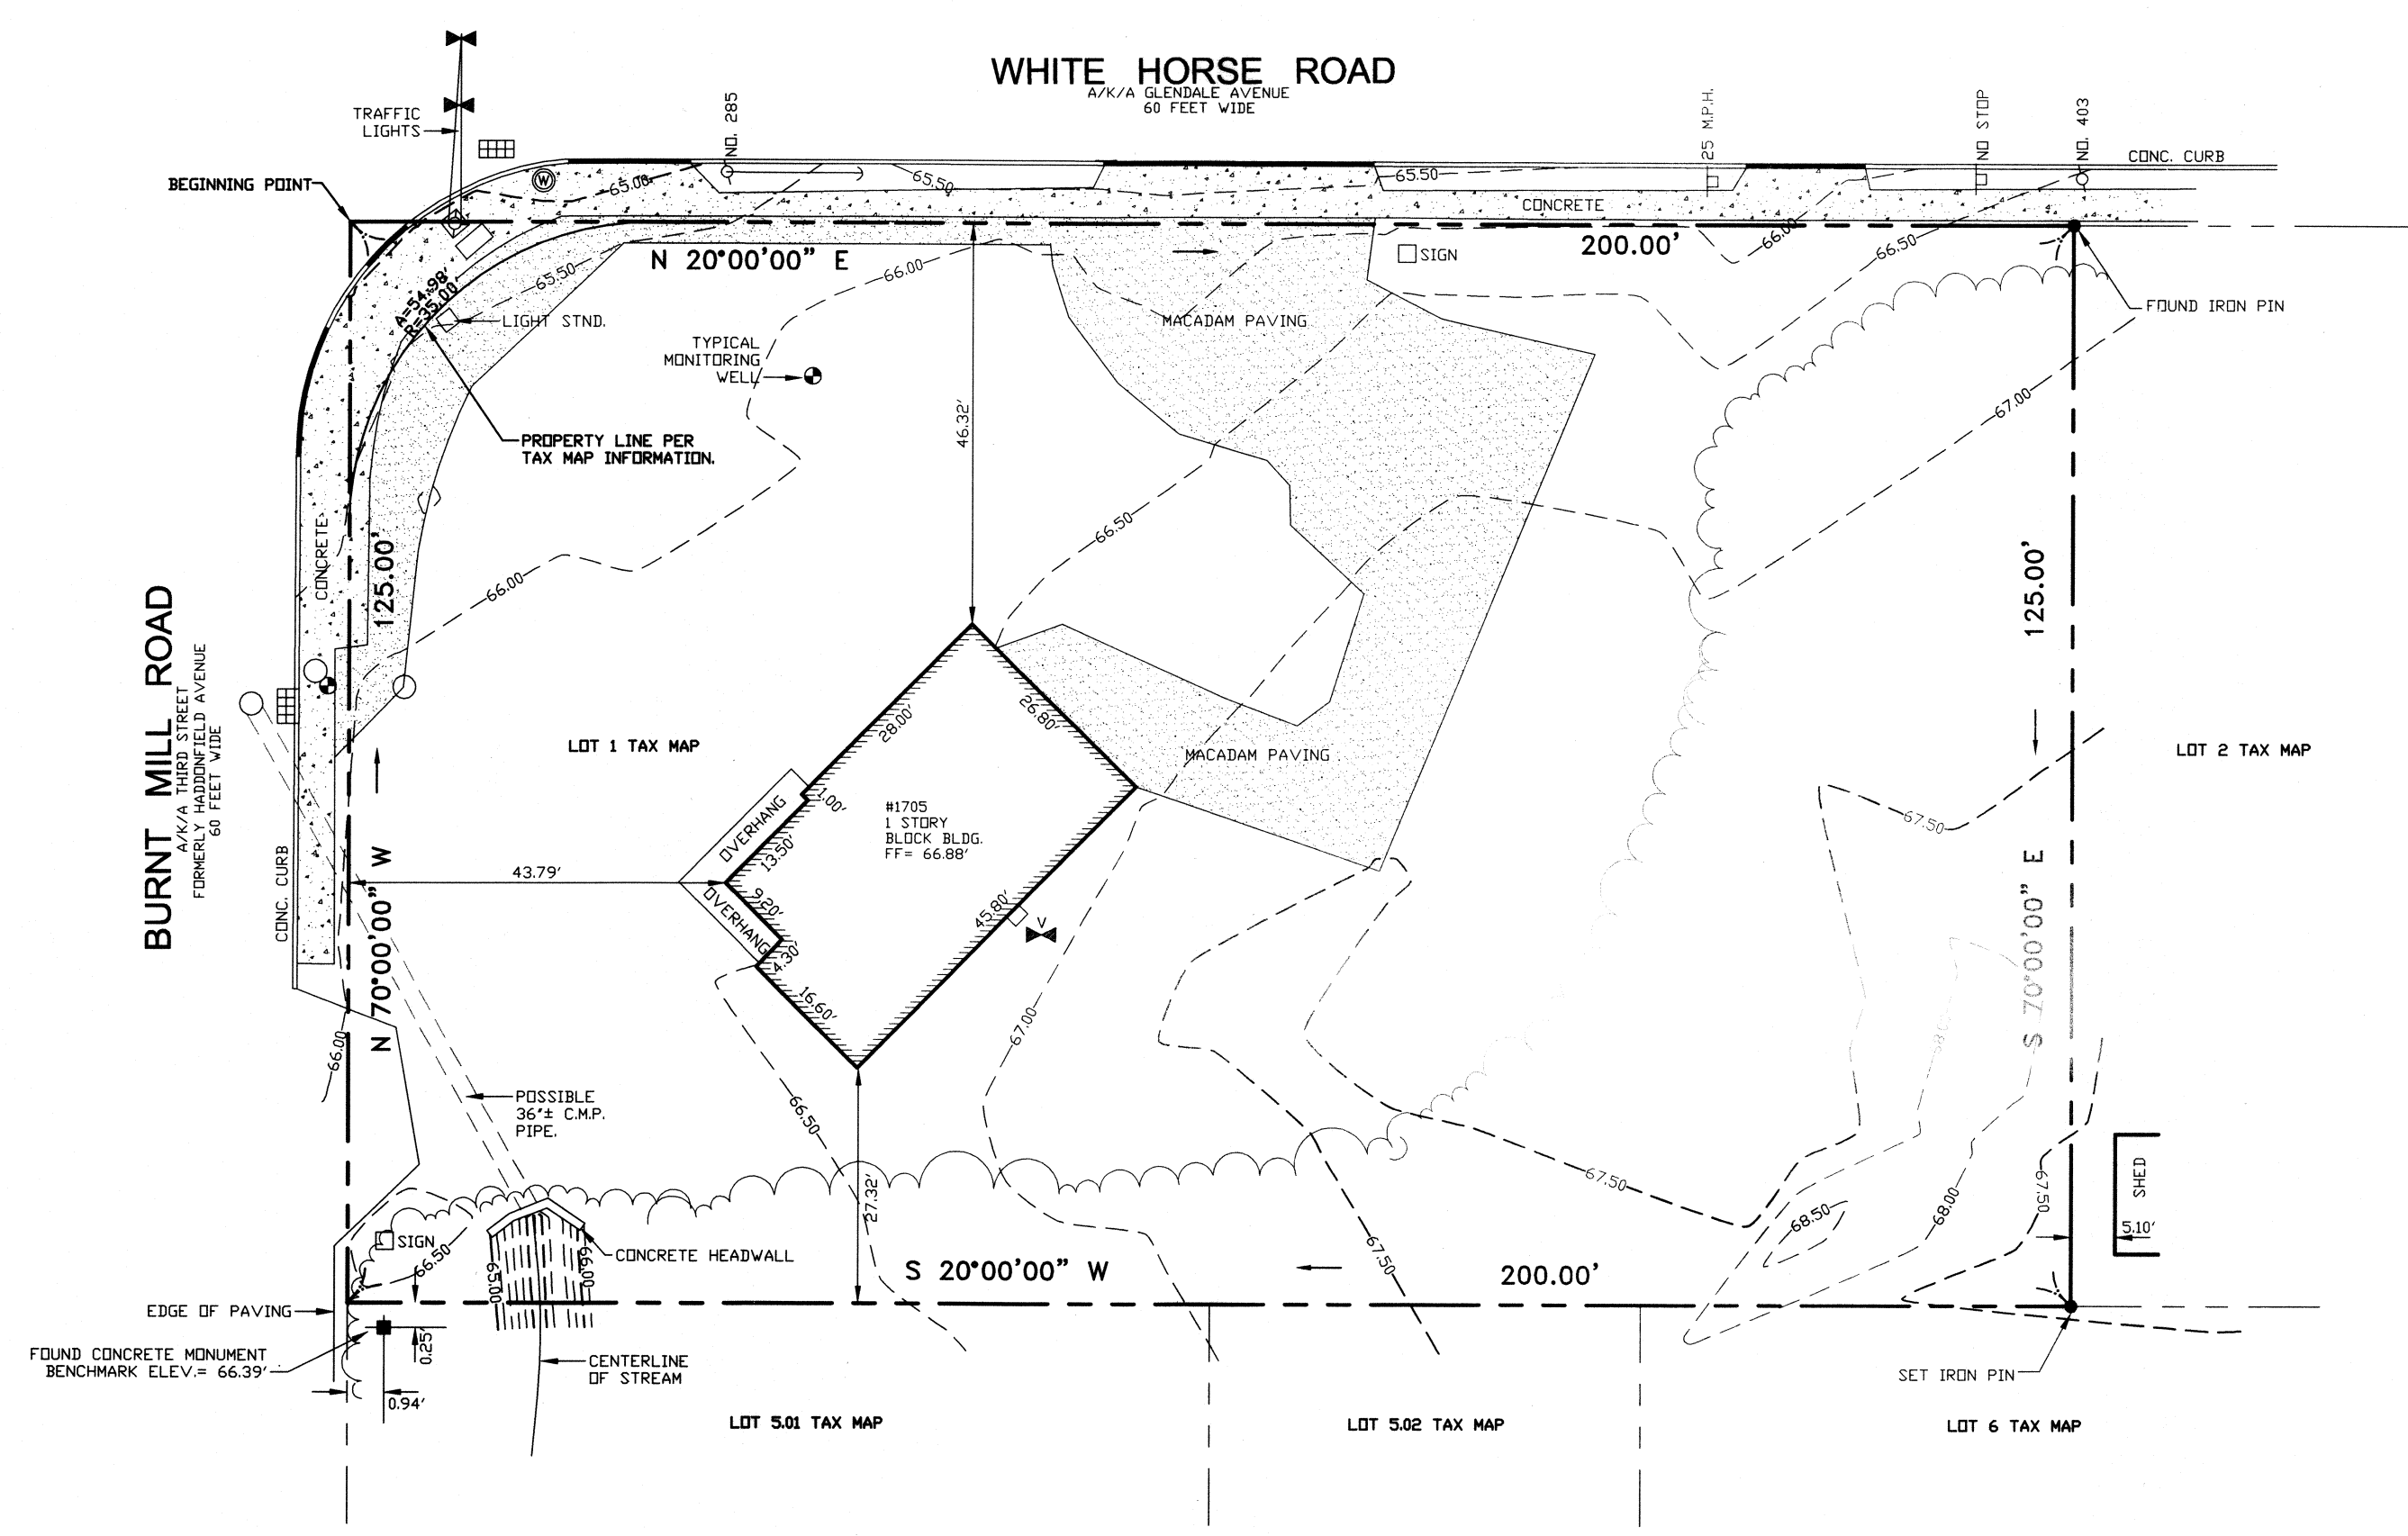 WHITE HORSE ROAD
A/K/A GLENDALE AVENUE
60 FEET WIDE
TRAFFIC
LIGHTS
NO. 285
25 M.P.H.
NO STOP
NO. 403
CONC. CURB
BEGINNING POINT
W
65.00
65.50
65.50
CONCRETE
66.00
66.50
N 20°00'00" E
200.00'
SIGN
65.50
66.00
A=54.98'
R=35.00'
LIGHT STND.
MACADAM PAVING
FOUND IRON PIN
TYPICAL
MONITORING
WELL
46.32'
67.00
PROPERTY LINE PER
TAX MAP INFORMATION.
66.50
CONCRETE
125.00'
66.00
125.00'
BURNT MILL ROAD
A/K/A THIRD STREET
FORMERLY HADDONFIELD AVENUE
60 FEET WIDE
28.00'
26.80'
LOT 1 TAX MAP
MACADAM PAVING
LOT 2 TAX MAP
1.00'
#1705
1 STORY
BLOCK BLDG.
FF= 66.88'
OVERHANG
13.50'
67.50
43.79'
CONC. CURB
N 70°00'00" W
9.20'
OVERHANG
45.80'
V
4.30'
S 70°00'00" E
16.60'
67.00
66.00
68.00
POSSIBLE
36"± C.M.P.
PIPE.
66.50
67.50
27.32'
67.50
68.00
68.50
SHED
5.10'
SIGN
66.50
65.00
66.00
CONCRETE HEADWALL
67.50
S 20°00'00" W
200.00'
EDGE OF PAVING
0.25'
FOUND CONCRETE MONUMENT
BENCHMARK ELEV.= 66.39'
CENTERLINE
OF STREAM
SET IRON PIN
0.94'
LOT 5.01 TAX MAP
LOT 5.02 TAX MAP
LOT 6 TAX MAP